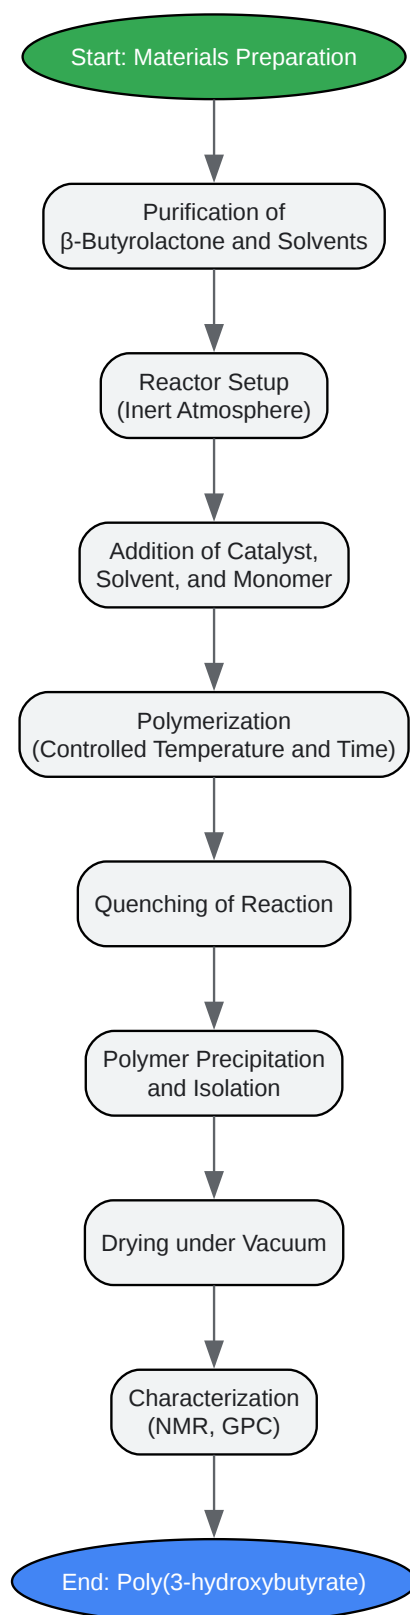 Start: Materials Preparation
Purification of
β-Butyrolactone and Solvents
Reactor Setup
(Inert Atmosphere)
Addition of Catalyst,
Solvent, and Monomer
Polymerization
(Controlled Temperature and Time)
Quenching of Reaction
Polymer Precipitation
and Isolation
Drying under Vacuum
Characterization
(NMR, GPC)
End: Poly(3-hydroxybutyrate)